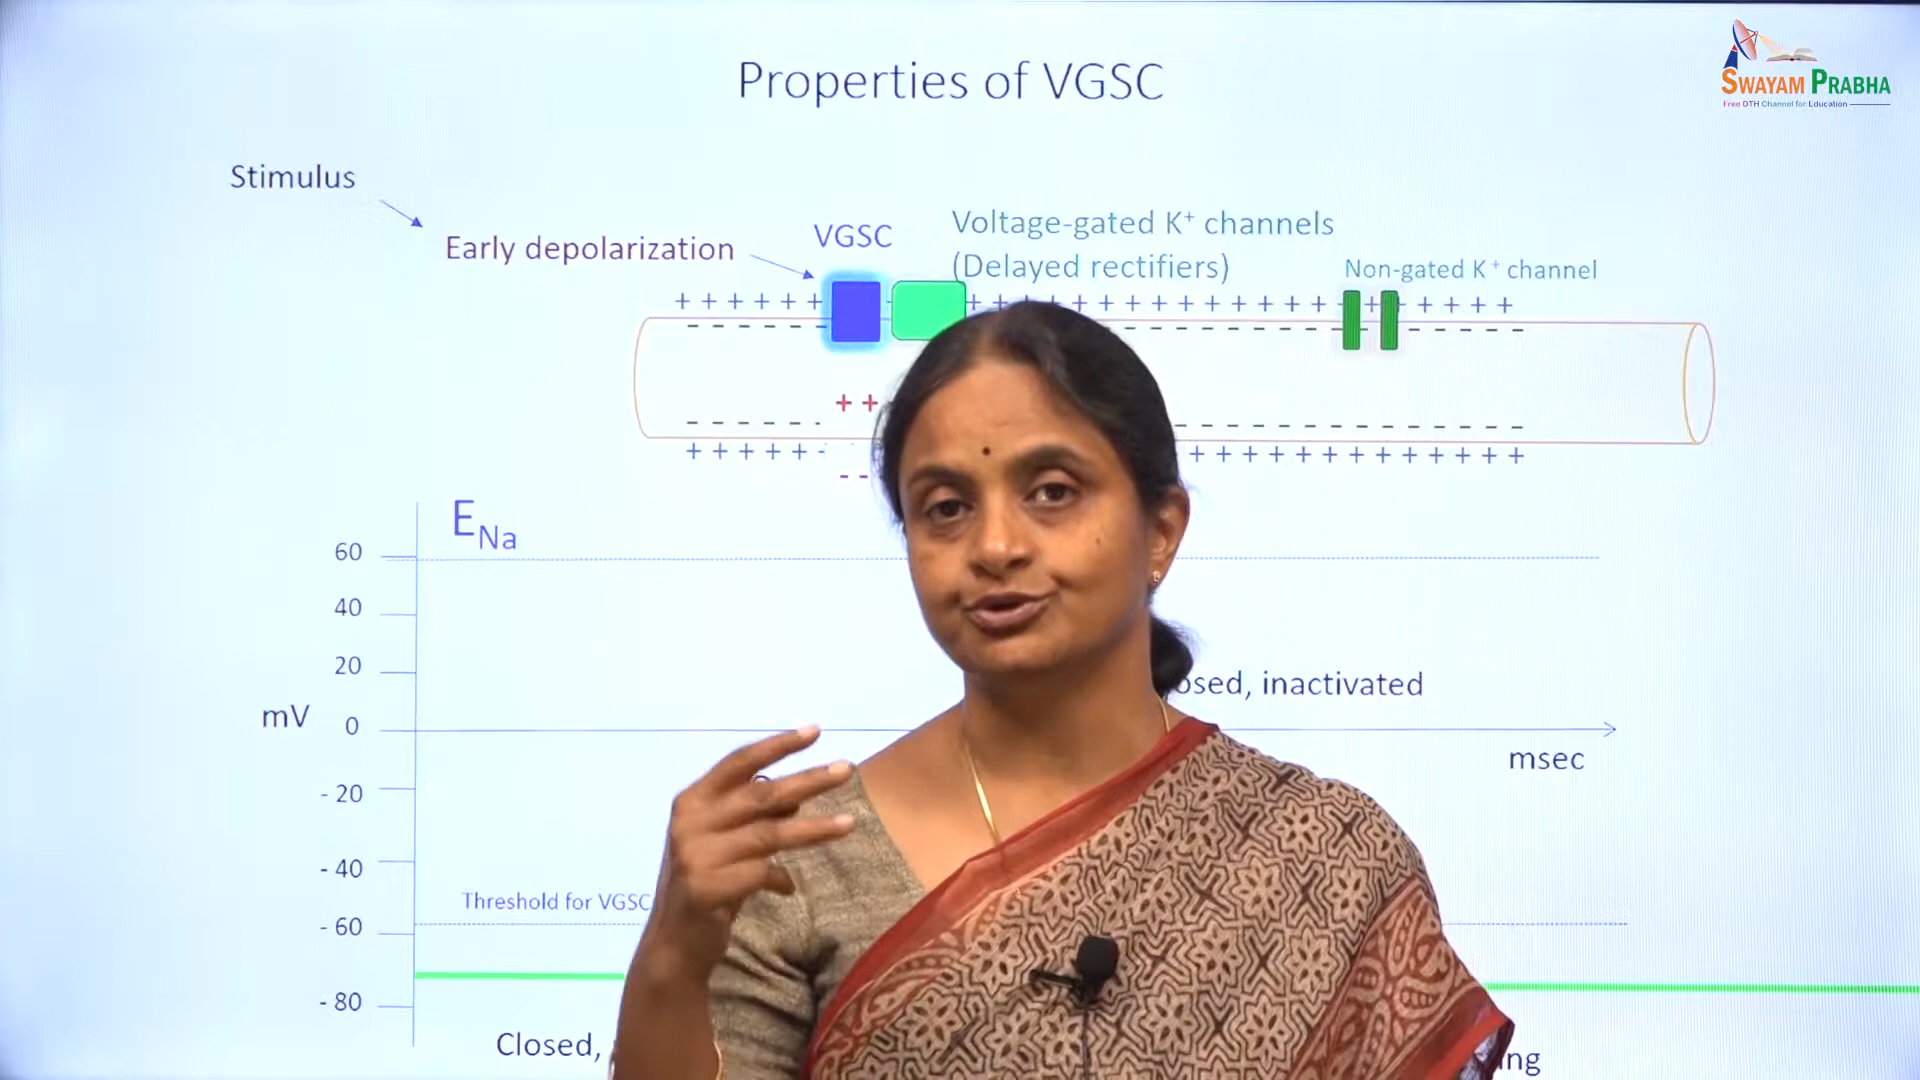 Properties of VGSC
SWAYAM PRABHA
Free DTH Channel for Education
Stimulus
Early depolarization
VGSC
Voltage-gated K⁺ channels
(Delayed rectifiers)
Non-gated K⁺ channel
+ + + + + +
+ + + + + + + + + + + + + +
+
+ + + +
- - - - - -
- - - - - - - - -
- - - - -
+ +
- - - - - -
- - - - - - - - - - - - - -
+ + + + + -
- -
+ + + + + + + + + + + + +
E_Na
60
40
20
mV
0
- 20
- 40
- 60
- 80
osed, inactivated
msec
Threshold for VGSC
Closed,
ng